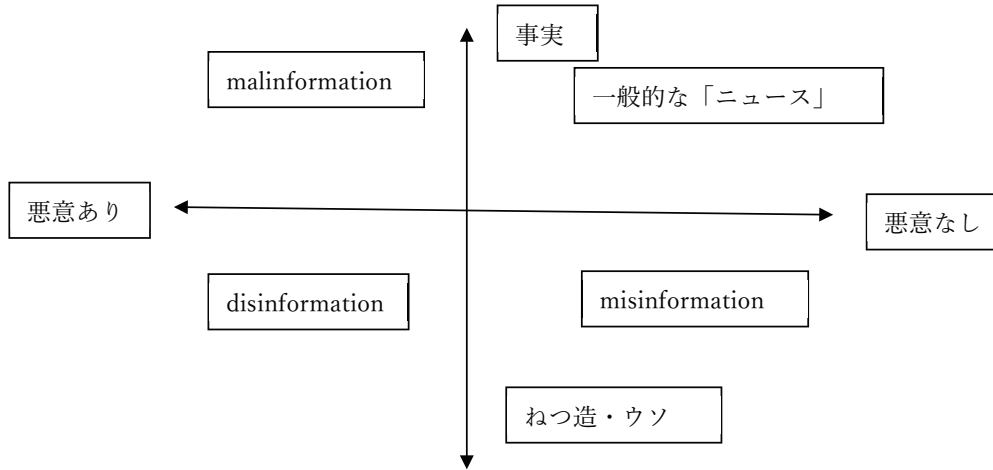 事実
malinformation
一般的な「ニュース」
悪意あり
悪意なし
disinformation
misinformation
ねつ造・ウソ